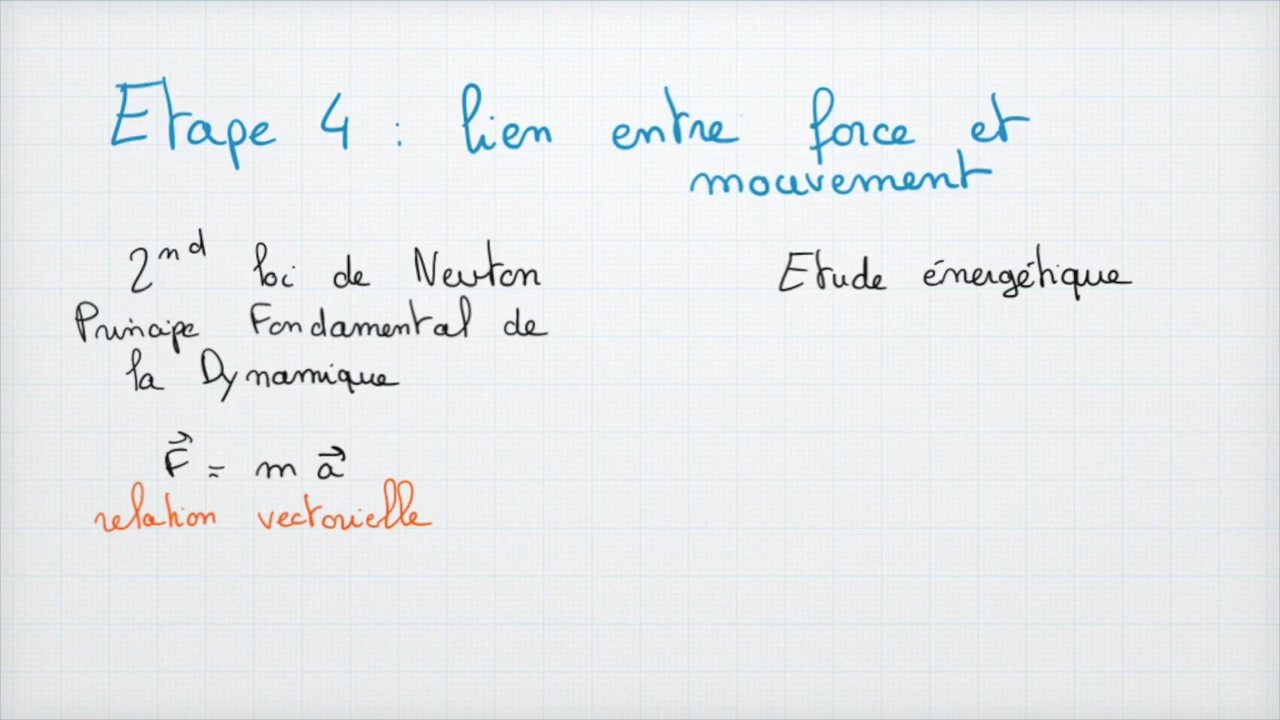 Etape 4 : lien entre force et
mouvement
2nd loi de Newton
Principe Fondamental de
la Dynamique
F⃗ = m a⃗
relation vectorielle
Etude énergétique